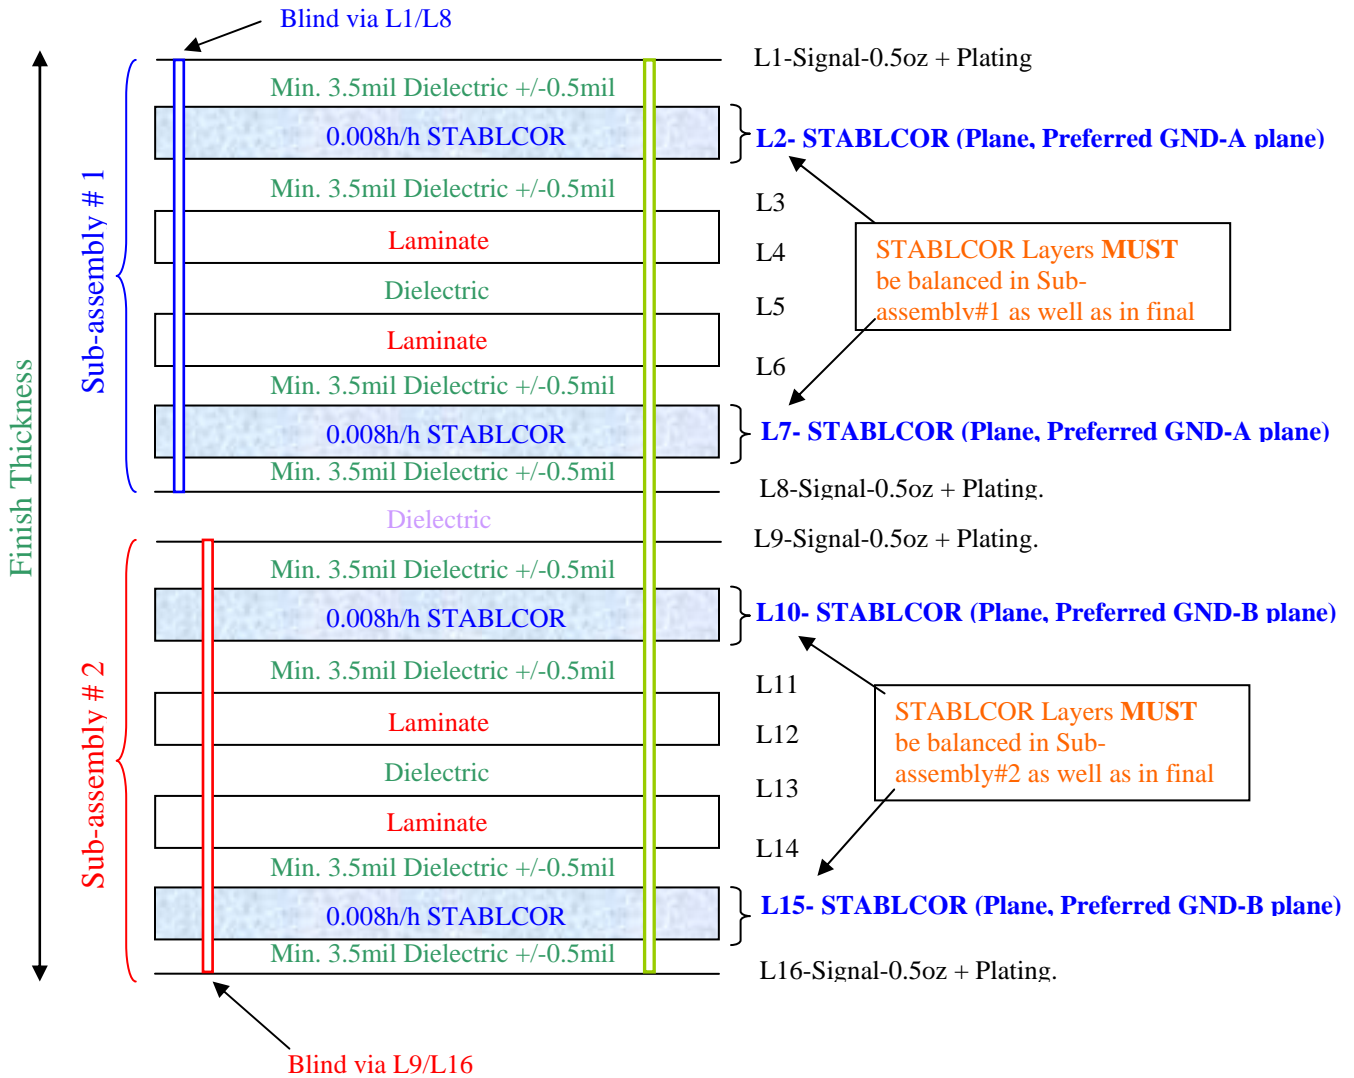 Blind via L1/L8
L1-Signal-0.5oz + Plating
Min. 3.5mil Dielectric +/-0.5mil
0.008h/h STABLCOR
L2- STABLCOR (Plane, Preferred GND-A plane)
Min. 3.5mil Dielectric +/-0.5mil
L3
Laminate
L4
STABLCOR Layers MUST
be balanced in Sub-
assembly#1 as well as in final
Dielectric
L5
Laminate
L6
Min. 3.5mil Dielectric +/-0.5mil
0.008h/h STABLCOR
L7- STABLCOR (Plane, Preferred GND-A plane)
Min. 3.5mil Dielectric +/-0.5mil
L8-Signal-0.5oz + Plating.
Sub-assembly # 1
Finish Thickness
Dielectric
L9-Signal-0.5oz + Plating.
Min. 3.5mil Dielectric +/-0.5mil
0.008h/h STABLCOR
L10- STABLCOR (Plane, Preferred GND-B plane)
Min. 3.5mil Dielectric +/-0.5mil
L11
Laminate
L12
STABLCOR Layers MUST
be balanced in Sub-
assembly#2 as well as in final
Dielectric
L13
Laminate
L14
Min. 3.5mil Dielectric +/-0.5mil
0.008h/h STABLCOR
L15- STABLCOR (Plane, Preferred GND-B plane)
Min. 3.5mil Dielectric +/-0.5mil
L16-Signal-0.5oz + Plating.
Sub-assembly # 2
Blind via L9/L16